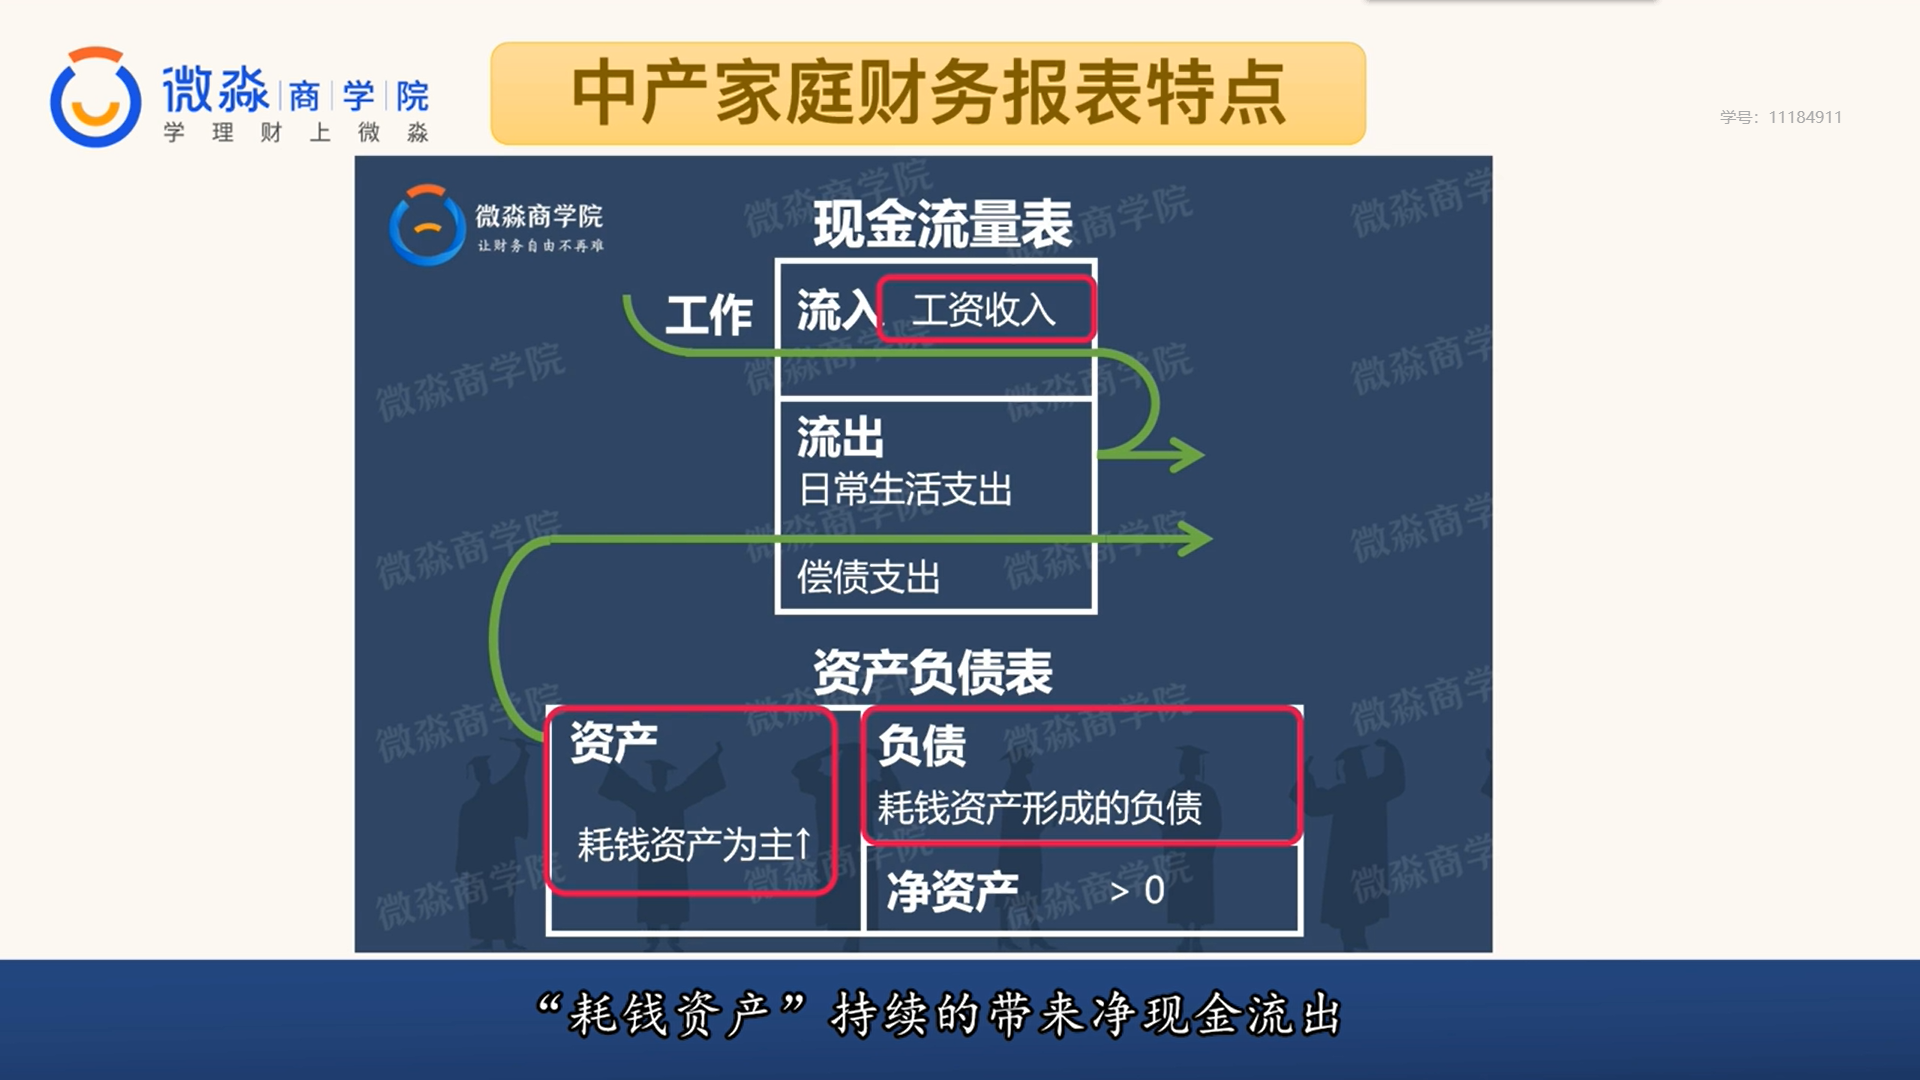 微淼商学院
学理财上微淼
中产家庭财务报表特点
学号：11184911
微淼商学院
让财务自由不再难
现金流量表
工作
流入 工资收入
流出
日常生活支出
偿债支出
资产负债表
资产
耗钱资产为主↑
负债
耗钱资产形成的负债
净资产 > 0
“耗钱资产”持续的带来净现金流出